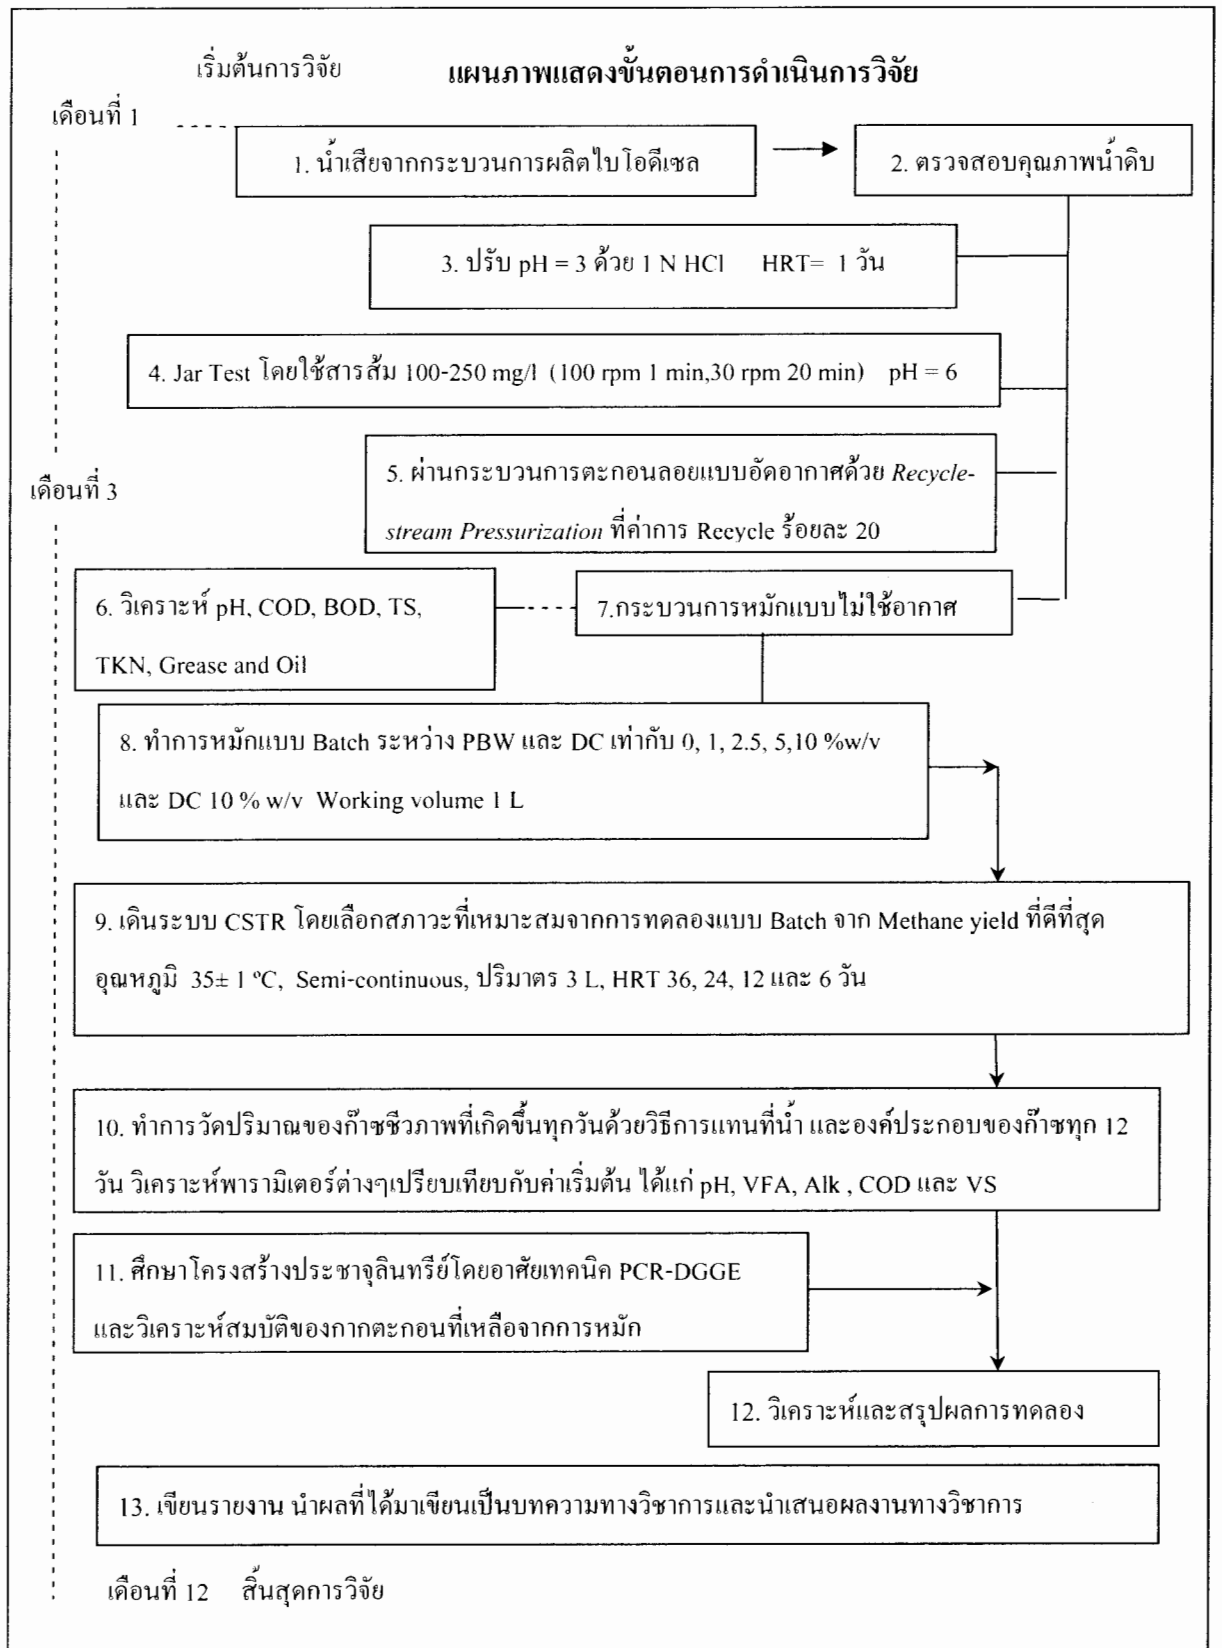 เริ่มต้นการวิจัย แผนภาพแสดงขั้นตอนการดำเนินการวิจัย
เดือนที่ 1
1. น้ำเสียจากกระบวนการผลิตไบโอดีเซล
2. ตรวจสอบคุณภาพน้ำดิบ
3. ปรับ pH = 3 ด้วย 1 N HCl HRT= 1 วัน
4. Jar Test โดยใช้สารส้ม 100-250 mg/l (100 rpm 1 min,30 rpm 20 min) pH = 6
เดือนที่ 3
5. ผ่านกระบวนการตะกอนลอยแบบอัดอากาศด้วย Recycle-
stream Pressurization ที่ค่าการ Recycle ร้อยละ 20
6. วิเคราะห์ pH, COD, BOD, TS,
TKN, Grease and Oil
7.กระบวนการหมักแบบไม่ใช้อากาศ
8. ทำการหมักแบบ Batch ระหว่าง PBW และ DC เท่ากับ 0, 1, 2.5, 5,10 %w/v
และ DC 10 % w/v Working volume 1 L
9. เดินระบบ CSTR โดยเลือกสภาวะที่เหมาะสมจากการทดลองแบบ Batch จาก Methane yield ที่ดีที่สุด
อุณหภูมิ 35± 1 ºC, Semi-continuous, ปริมาตร 3 L, HRT 36, 24, 12 และ 6 วัน
10. ทำการวัดปริมาณของก๊าซชีวภาพที่เกิดขึ้นทุกวันด้วยวิธีการแทนที่น้ำ และองค์ประกอบของก๊าซทุก 12
วัน วิเคราะห์พารามิเตอร์ต่างๆเปรียบเทียบกับค่าเริ่มต้น ได้แก่ pH, VFA, Alk , COD และ VS
11. ศึกษาโครงสร้างประชาจุลินทรีย์โดยอาศัยเทคนิค PCR-DGGE
และวิเคราะห์สมบัติของกากตะกอนที่เหลือจากการหมัก
12. วิเคราะห์และสรุปผลการทดลอง
13. เขียนรายงาน นำผลที่ได้มาเขียนเป็นบทความทางวิชาการและนำเสนอผลงานทางวิชาการ
เดือนที่ 12 สิ้นสุดการวิจัย